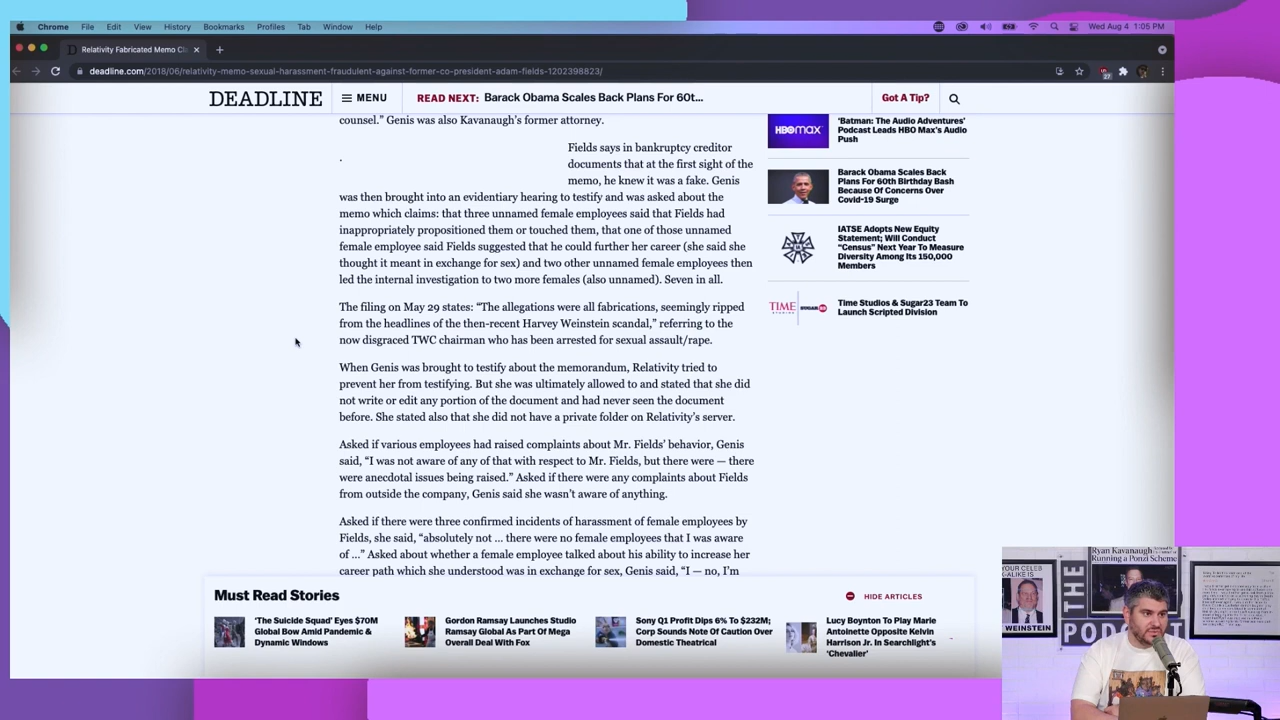 Chrome File Edit View History Bookmarks Profiles Tab Window Help
Wed Aug 4 1:05 PM
Relativity Fabricated Memo Cl
deadline.com/2018/06/relativity-memo-sexual-harassment-fraudulent-against-former-co-president-adam-fields-1202398823/
DEADLINE
MENU
READ NEXT: Barack Obama Scales Back Plans For 60t...
Got A Tip?
counsel.” Genis was also Kavanaugh’s former attorney.
.
Fields says in bankruptcy creditor
documents that at the first sight of the
memo, he knew it was a fake. Genis
was then brought into an evidentiary hearing to testify and was asked about the
memo which claims: that three unnamed female employees said that Fields had
inappropriately propositioned them or touched them, that one of those unnamed
female employee said Fields suggested that he could further her career (she said she
thought it meant in exchange for sex) and two other unnamed female employees then
led the internal investigation to two more females (also unnamed). Seven in all.
The filing on May 29 states: “The allegations were all fabrications, seemingly ripped
from the headlines of the then-recent Harvey Weinstein scandal,” referring to the
now disgraced TWC chairman who has been arrested for sexual assault/rape.
When Genis was brought to testify about the memorandum, Relativity tried to
prevent her from testifying. But she was ultimately allowed to and stated that she did
not write or edit any portion of the document and had never seen the document
before. She stated also that she did not have a private folder on Relativity’s server.
Asked if various employees had raised complaints about Mr. Fields’ behavior, Genis
said, “I was not aware of any of that with respect to Mr. Fields, but there were — there
were anecdotal issues being raised.” Asked if there were any complaints about Fields
from outside the company, Genis said she wasn’t aware of anything.
Asked if there were three confirmed incidents of harassment of female employees by
Fields, she said, “absolutely not ... there were no female employees that I was aware
of ...” Asked about whether a female employee talked about his ability to increase her
career path which she understood was in exchange for sex, Genis said, “I — no, I’m
HBOMAX
‘Batman: The Audio Adventures’
Podcast Leads HBO Max’s Audio
Push
Barack Obama Scales Back
Plans For 60th Birthday Bash
Because Of Concerns Over
Covid-19 Surge
IATSE Adopts New Equity
Statement; Will Conduct
“Census” Next Year To Measure
Diversity Among Its 150,000
Members
TIME
STUDIOS
Time Studios & Sugar23 Team To
Launch Scripted Division
Must Read Stories
HIDE ARTICLES
‘The Suicide Squad’ Eyes $70M
Global Bow Amid Pandemic &
Dynamic Windows
Gordon Ramsay Launches Studio
Ramsay Global As Part Of Mega
Overall Deal With Fox
Sony Q1 Profit Dips 6% To $232M;
Corp Sounds Note Of Caution Over
Domestic Theatrical
Lucy Boynton To Play Marie
Antoinette Opposite Kelvin
Harrison Jr. In Searchlight’s
‘Chevalier’
YOUR CELEB
K-ALIKE IS
WEINSTEIN
THE
PODCAST
Ryan Kavanaugh
Running a Ponzi Scheme